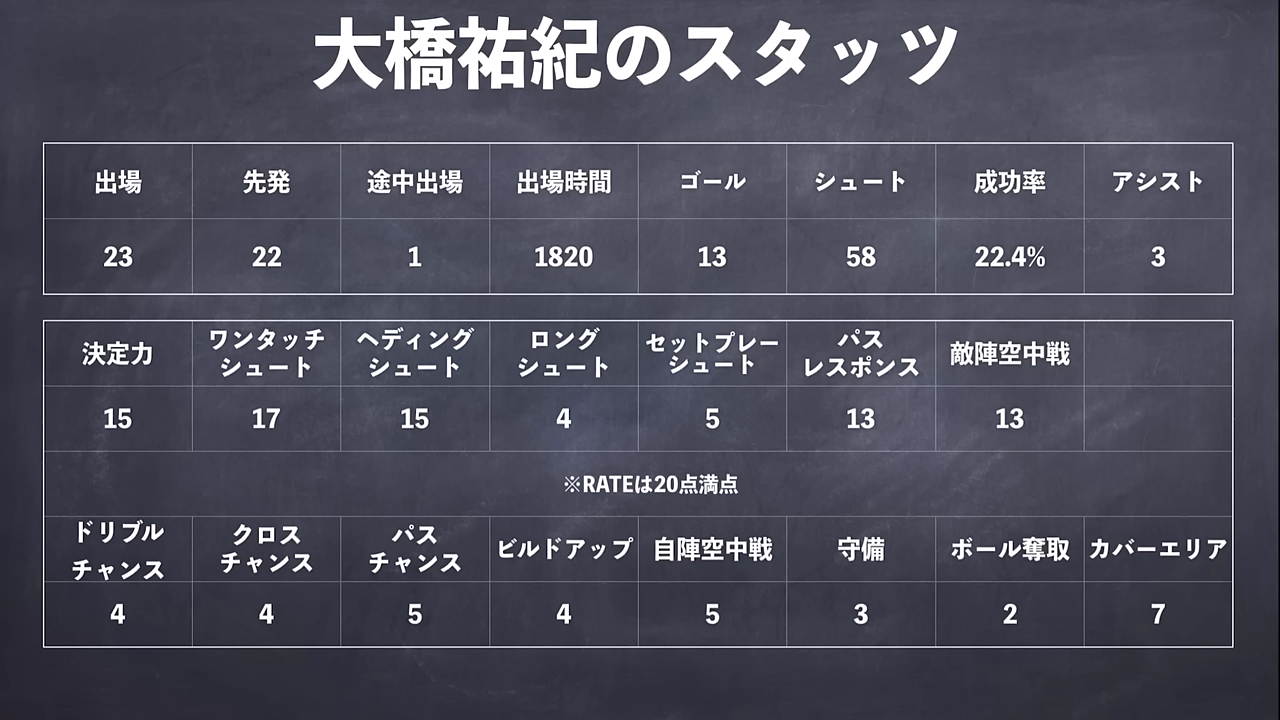 大橋祐紀のスタッツ
出場 先発 途中出場 出場時間 ゴール シュート 成功率 アシスト
23 22 1 1820 13 58 22.4% 3
決定力 ワンタッチ シュート ヘディング シュート ロング シュート セットプレー シュート パス レスポンス 敵陣空中戦
15 17 15 4 5 13 13
※RATEは20点満点
ドリブル チャンス クロス チャンス パス チャンス ビルドアップ 自陣空中戦 守備 ボール奪取 カバーエリア
4 4 5 4 5 3 2 7